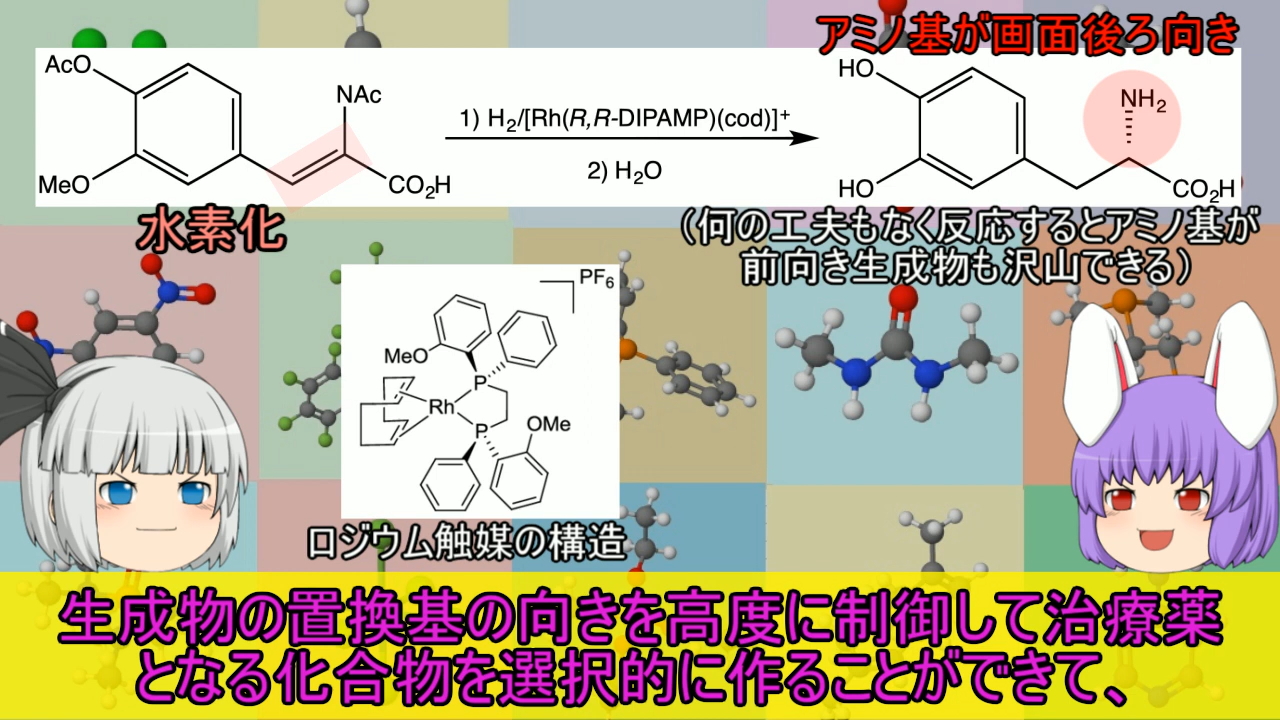 アミノ基が画面後ろ向き
AcO
NAc
MeO
CO₂H
1) H₂/[Rh(R,R-DIPAMP)(cod)]⁺
2) H₂O
HO
NH₂
HO
CO₂H
水素化
（何の工夫もなく反応するとアミノ基が
前向き生成物も沢山できる）
PF₆
MeO
P
Rh
P
OMe
ロジウム触媒の構造
生成物の置換基の向きを高度に制御して治療薬
となる化合物を選択的に作ることができて、